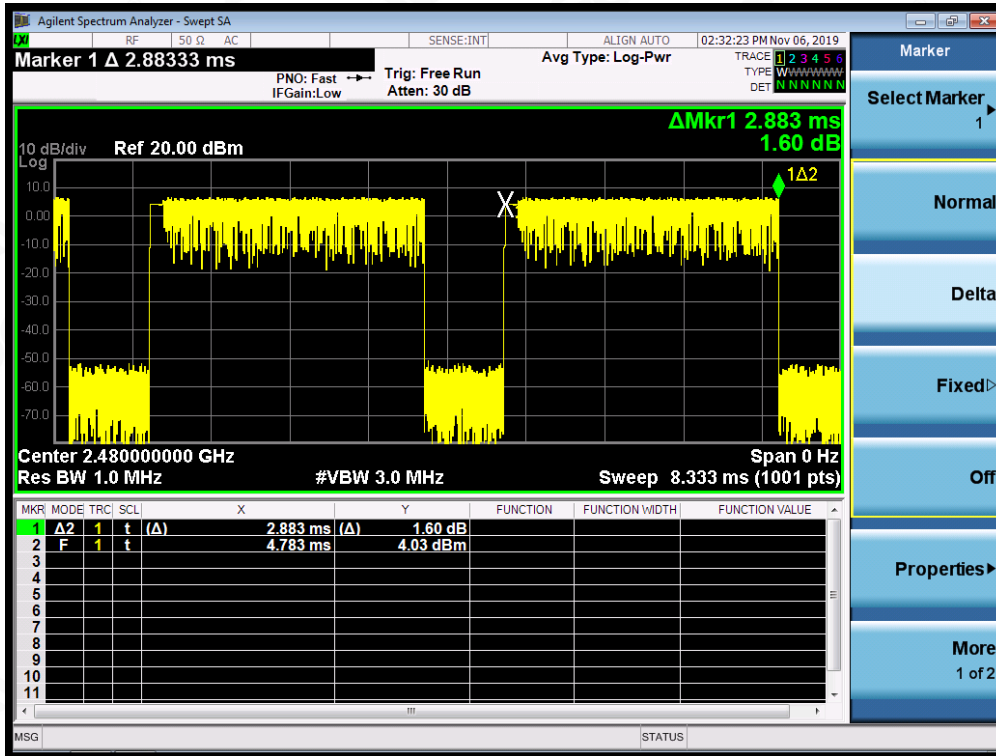 Agilent Spectrum Analyzer - Swept SA
LXI RF 50 Ω AC SENSE:INT ALIGN AUTO 02:32:23 PM Nov 06, 2019
Marker 1 Δ 2.88333 ms
PNO: Fast
IFGain:Low
Trig: Free Run
Atten: 30 dB
Avg Type: Log-Pwr
TRACE 1 2 3 4 5 6
TYPE WWWWWW
DET N N N N N N
ΔMkr1 2.883 ms
1.60 dB
10 dB/div Ref 20.00 dBm
Log
1Δ2
10.0
0.00
-10.0
-20.0
-30.0
-40.0
-50.0
-60.0
-70.0
X
Center 2.480000000 GHz Span 0 Hz
Res BW 1.0 MHz #VBW 3.0 MHz Sweep 8.333 ms (1001 pts)
MKR MODE TRC SCL X Y FUNCTION FUNCTION WIDTH FUNCTION VALUE
1 Δ2 1 t (Δ) 2.883 ms (Δ) 1.60 dB
2 F 1 t 4.783 ms 4.03 dBm
3
4
5
6
7
8
9
10
11
MSG STATUS
Marker
Select Marker
1
Normal
Delta
Fixed
Off
Properties
More
1 of 2